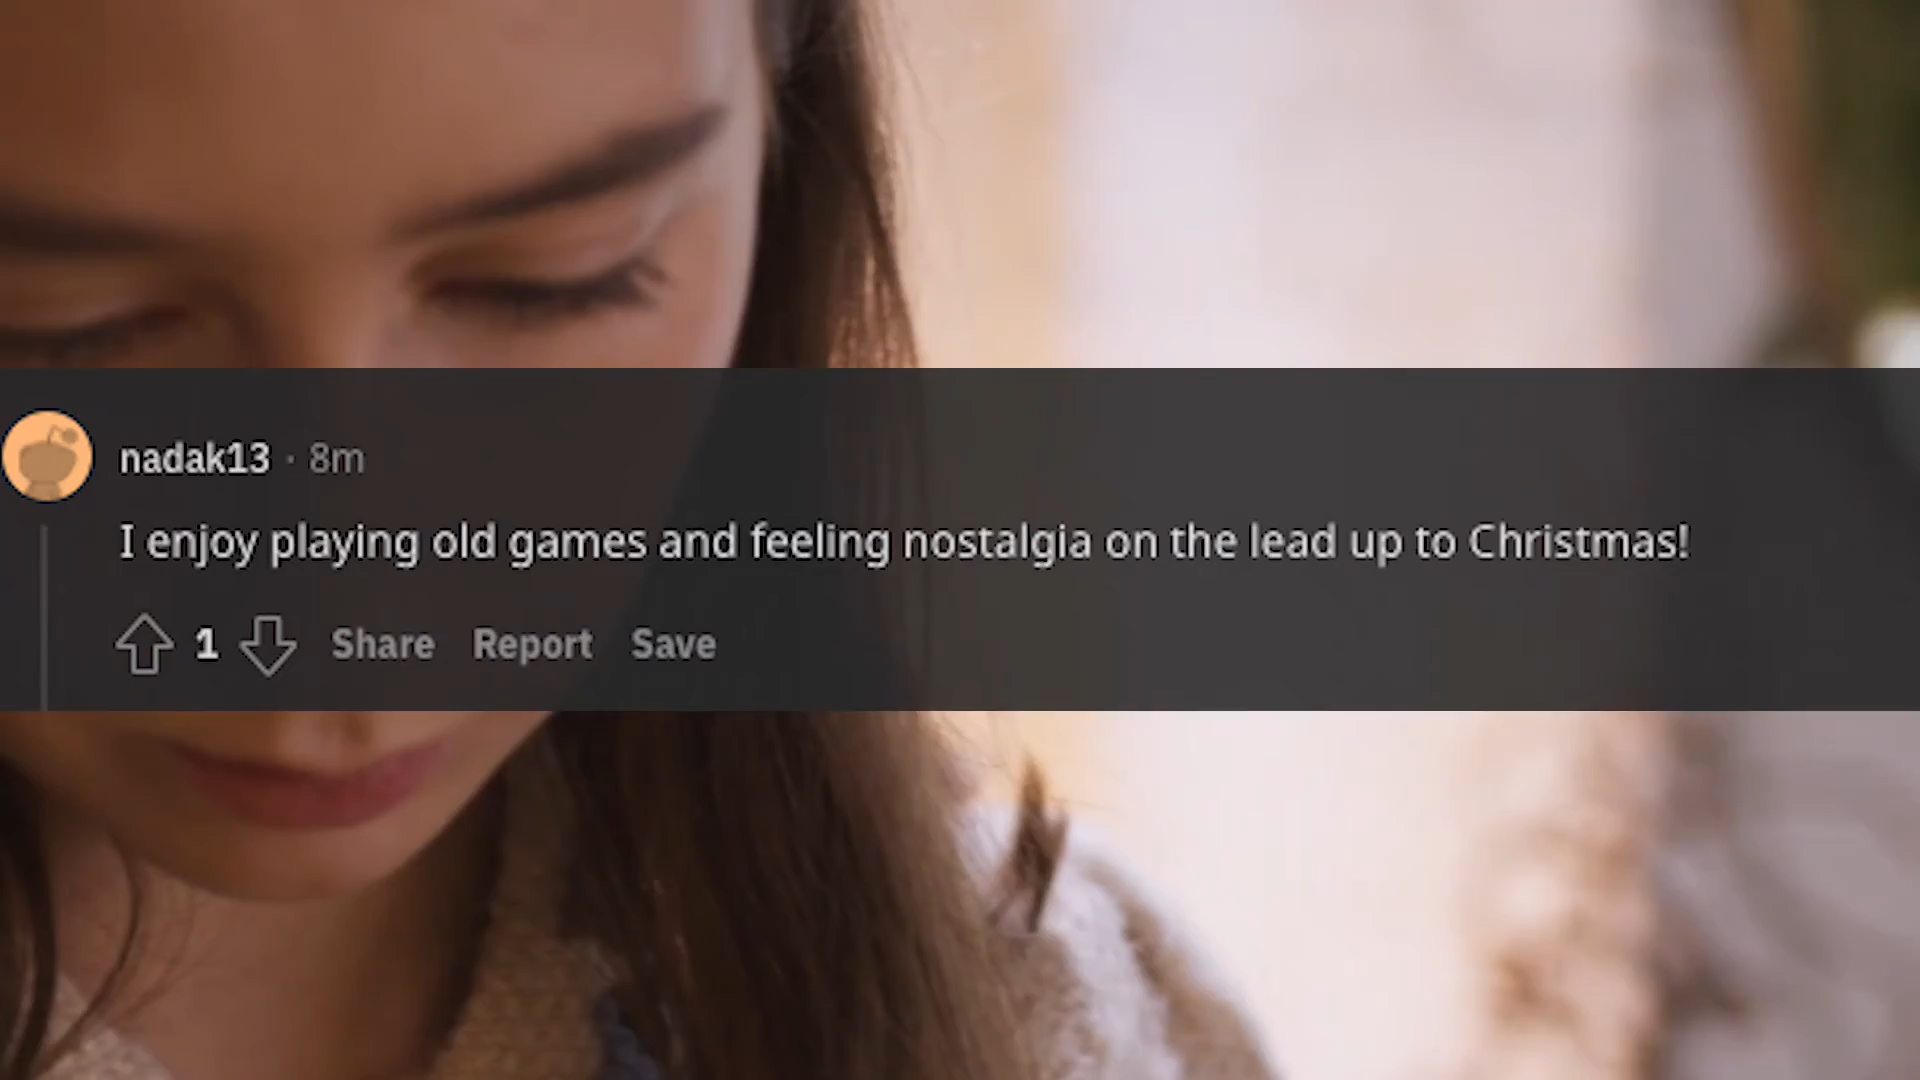 nadak13 · 8m
I enjoy playing old games and feeling nostalgia on the lead up to Christmas!
1 Share Report Save